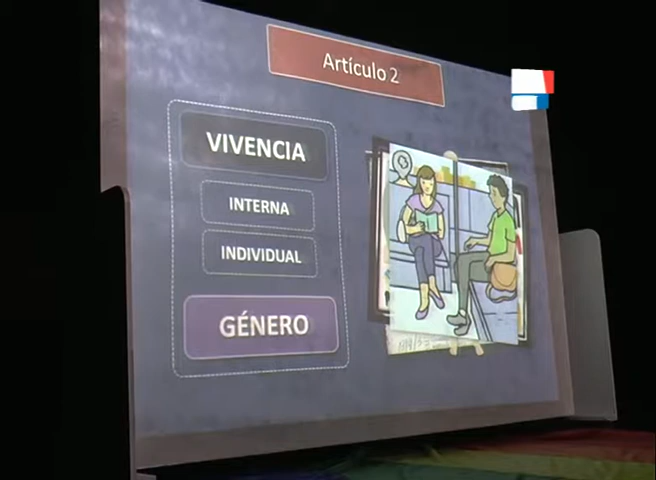 Artículo 2
VIVENCIA
INTERNA
INDIVIDUAL
GÉNERO